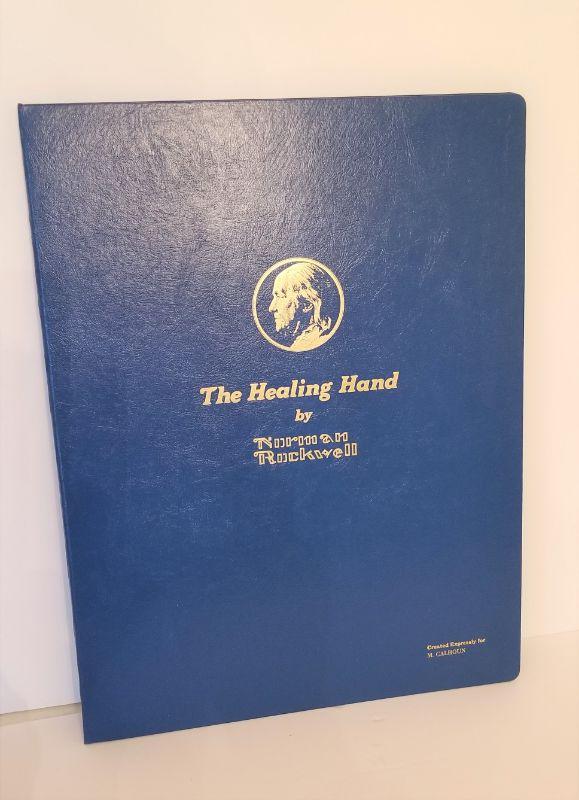 The Healing Hand
by
Norman
Rockwell
Created Expressly for
M. CALHOUN